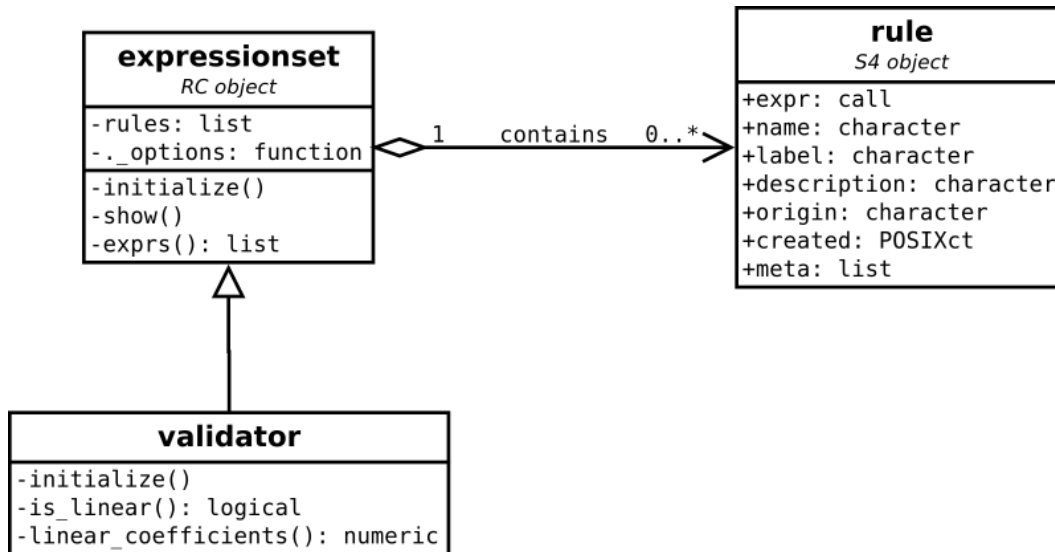 expressionset
RC object
-rules: list
-._options: function
-initialize()
-show()
-exprs(): list
1 contains 0..*
rule
S4 object
+expr: call
+name: character
+label: character
+description: character
+origin: character
+created: POSIXct
+meta: list
validator
-initialize()
-is_linear(): logical
-linear_coefficients(): numeric